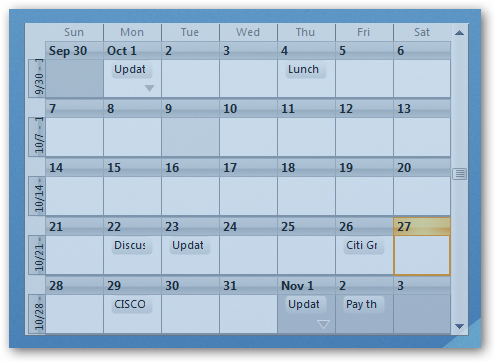 Sun Mon Tue Wed Thu Fri Sat
Sep 30 Oct 1 2 3 4 5 6
9/30 - 1
Updat Lunch
7 8 9 10 11 12 13
10/7 - 1
14 15 16 17 18 19 20
10/14 -
21 22 23 24 25 26 27
10/21 -
Discus Updat Citi Gr
28 29 30 31 Nov 1 2 3
10/28 -
CISCO Updat Pay th